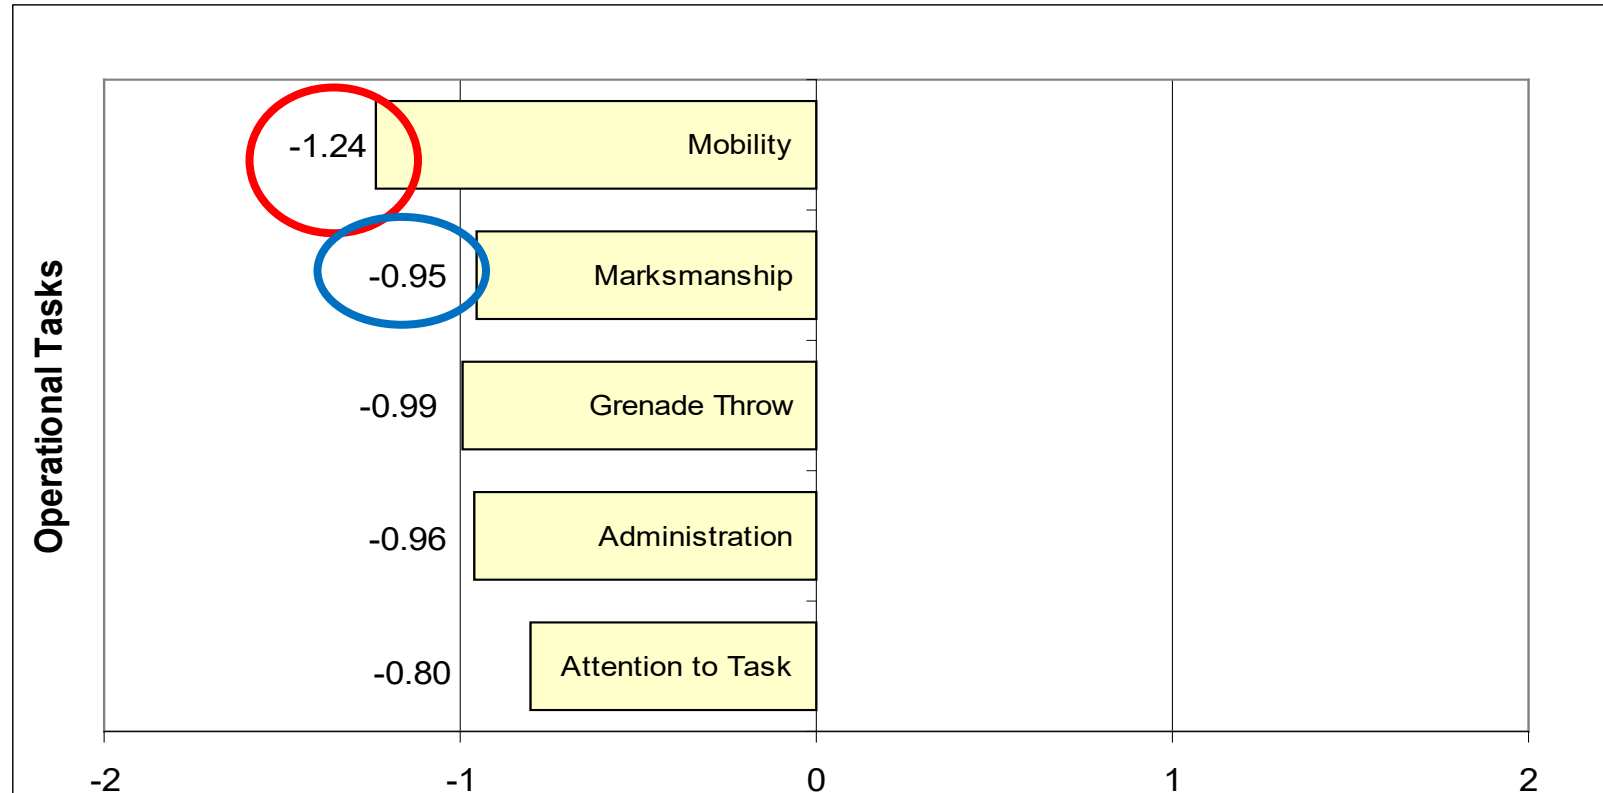 Operational Tasks
-1.24 Mobility
-0.95 Marksmanship
-0.99 Grenade Throw
-0.96 Administration
-0.80 Attention to Task
-2 -1 0 1 2